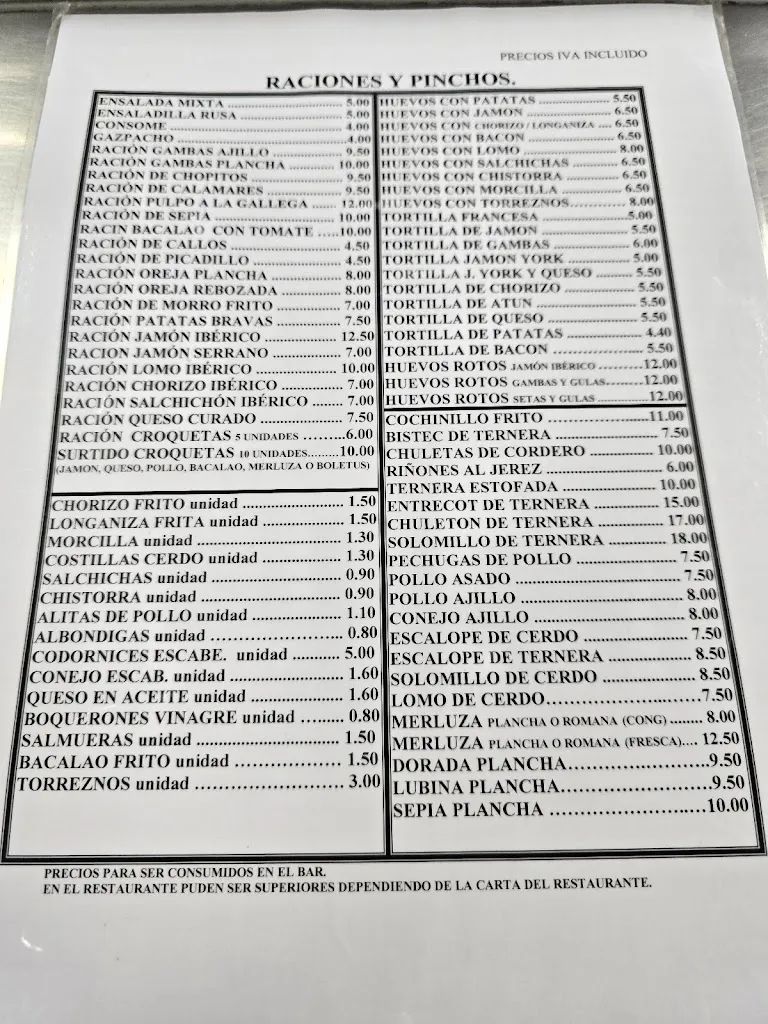 PRECIOS IVA INCLUIDO
RACIONES Y PINCHOS.
ENSALADA MIXTA ........ 5.00
ENSALADILLA RUSA ........ 5.00
CONSOME ........ 4.00
GAZPACHO ........ 4.00
RACIÓN GAMBAS AJILLO ........ 9.50
RACIÓN GAMBAS PLANCHA ........ 10.00
RACIÓN DE CHOPITOS ........ 9.50
RACIÓN DE CALAMARES ........ 9.50
RACIÓN PULPO A LA GALLEGA ........ 12.00
RACIÓN DE SEPIA ........ 10.00
RACIN BACALAO CON TOMATE ........ 10.00
RACIÓN DE CALLOS ........ 4.50
RACIÓN DE PICADILLO ........ 4.50
RACIÓN OREJA PLANCHA ........ 8.00
RACIÓN OREJA REBOZADA ........ 8.00
RACIÓN DE MORRO FRITO ........ 7.00
RACIÓN PATATAS BRAVAS ........ 7.50
RACIÓN JAMÓN IBÉRICO ........ 12.50
RACION JAMÓN SERRANO ........ 7.00
RACIÓN LOMO IBÉRICO ........ 10.00
RACIÓN CHORIZO IBÉRICO ........ 7.00
RACIÓN SALCHICHÓN IBÉRICO ........ 7.00
RACIÓN QUESO CURADO ........ 7.50
RACIÓN CROQUETAS 5 UNIDADES ........ 6.00
SURTIDO CROQUETAS 10 UNIDADES ........ 10.00
(JAMON, QUESO, POLLO, BACALAO, MERLUZA O BOLETUS)
CHORIZO FRITO unidad ........ 1.50
LONGANIZA FRITA unidad ........ 1.50
MORCILLA unidad ........ 1.30
COSTILLAS CERDO unidad ........ 1.30
SALCHICHAS unidad ........ 0.90
CHISTORRA unidad ........ 0.90
ALITAS DE POLLO unidad ........ 1.10
ALBONDIGAS unidad ........ 0.80
CODORNICES ESCABE. unidad ........ 5.00
CONEJO ESCAB. unidad ........ 1.60
QUESO EN ACEITE unidad ........ 1.60
BOQUERONES VINAGRE unidad ........ 0.80
SALMUERAS unidad ........ 1.50
BACALAO FRITO unidad ........ 1.50
TORREZNOS unidad ........ 3.00
HUEVOS CON PATATAS ........ 5.50
HUEVOS CON JAMON ........ 6.50
HUEVOS CON CHORIZO / LONGANIZA ........ 6.50
HUEVOS CON BACON ........ 6.50
HUEVOS CON LOMO ........ 8.00
HUEVOS CON SALCHICHAS ........ 6.50
HUEVOS CON CHISTORRA ........ 6.50
HUEVOS CON MORCILLA ........ 6.50
HUEVOS CON TORREZNOS ........ 8.00
TORTILLA FRANCESA ........ 5.00
TORTILLA DE JAMON ........ 5.50
TORTILLA DE GAMBAS ........ 6.00
TORTILLA JAMON YORK ........ 5.00
TORTILLA J. YORK Y QUESO ........ 5.50
TORTILLA DE CHORIZO ........ 5.50
TORTILLA DE ATUN ........ 5.50
TORTILLA DE QUESO ........ 5.50
TORTILLA DE PATATAS ........ 4.40
TORTILLA DE BACON ........ 5.50
HUEVOS ROTOS JAMÓN IBÉRICO ........ 12.00
HUEVOS ROTOS GAMBAS Y GULAS ........ 12.00
HUEVOS ROTOS SETAS Y GULAS ........ 12.00
COCHINILLO FRITO ........ 11.00
BISTEC DE TERNERA ........ 7.50
CHULETAS DE CORDERO ........ 10.00
RIÑONES AL JEREZ ........ 6.00
TERNERA ESTOFADA ........ 10.00
ENTRECOT DE TERNERA ........ 15.00
CHULETON DE TERNERA ........ 17.00
SOLOMILLO DE TERNERA ........ 18.00
PECHUGAS DE POLLO ........ 7.50
POLLO ASADO ........ 7.50
POLLO AJILLO ........ 8.00
CONEJO AJILLO ........ 8.00
ESCALOPE DE CERDO ........ 7.50
ESCALOPE DE TERNERA ........ 8.50
SOLOMILLO DE CERDO ........ 8.50
LOMO DE CERDO ........ 7.50
MERLUZA PLANCHA O ROMANA (CONG) ........ 8.00
MERLUZA PLANCHA O ROMANA (FRESCA) ........ 12.50
DORADA PLANCHA ........ 9.50
LUBINA PLANCHA ........ 9.50
SEPIA PLANCHA ........ 10.00
PRECIOS PARA SER CONSUMIDOS EN EL BAR.
EN EL RESTAURANTE PUDEN SER SUPERIORES DEPENDIENDO DE LA CARTA DEL RESTAURANTE.